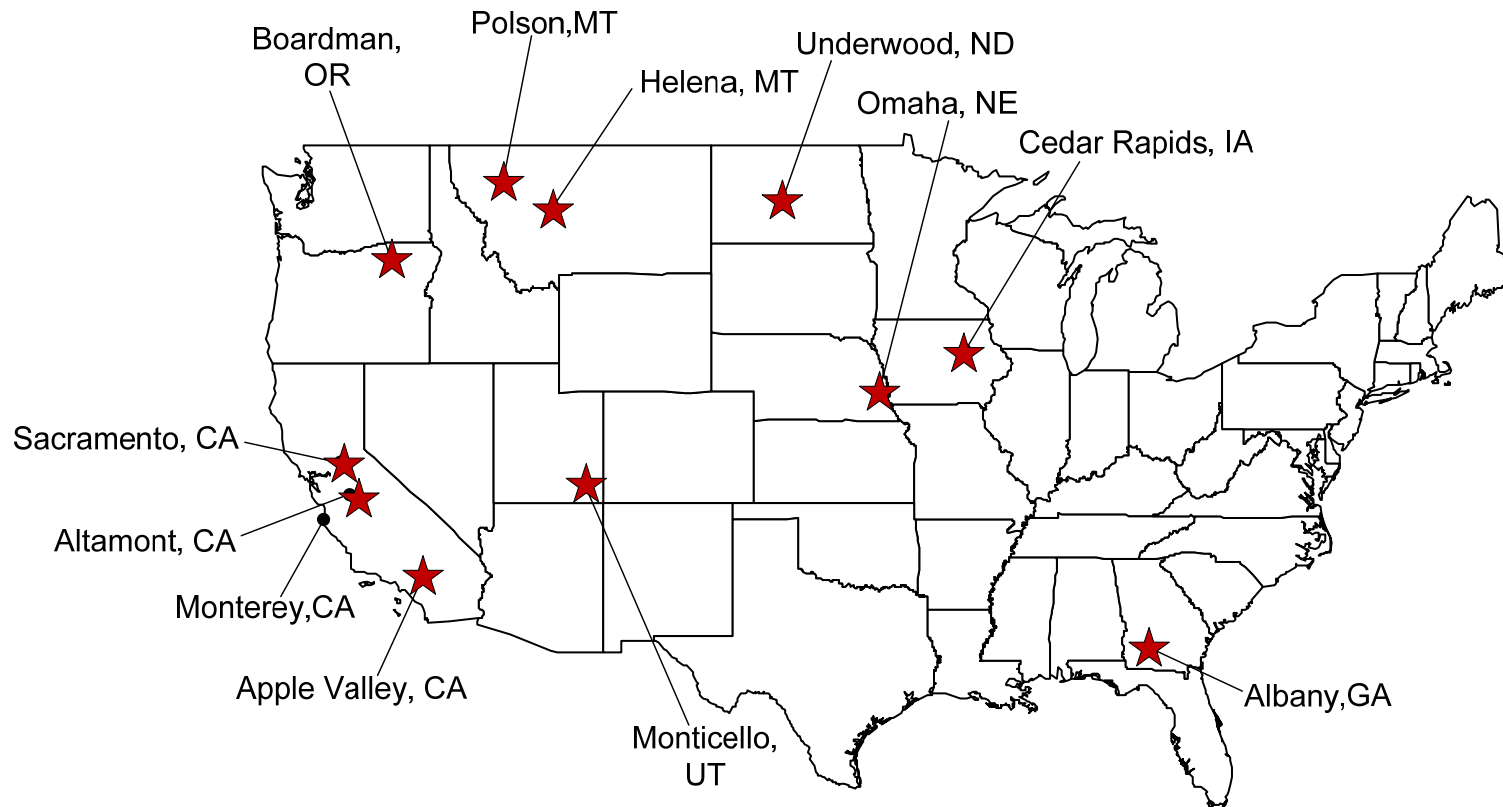 Polson,MT
Boardman,
OR
Underwood, ND
Helena, MT
Omaha, NE
Cedar Rapids, IA
Sacramento, CA
Altamont, CA
Monterey,CA
Apple Valley, CA
Albany,GA
Monticello,
UT